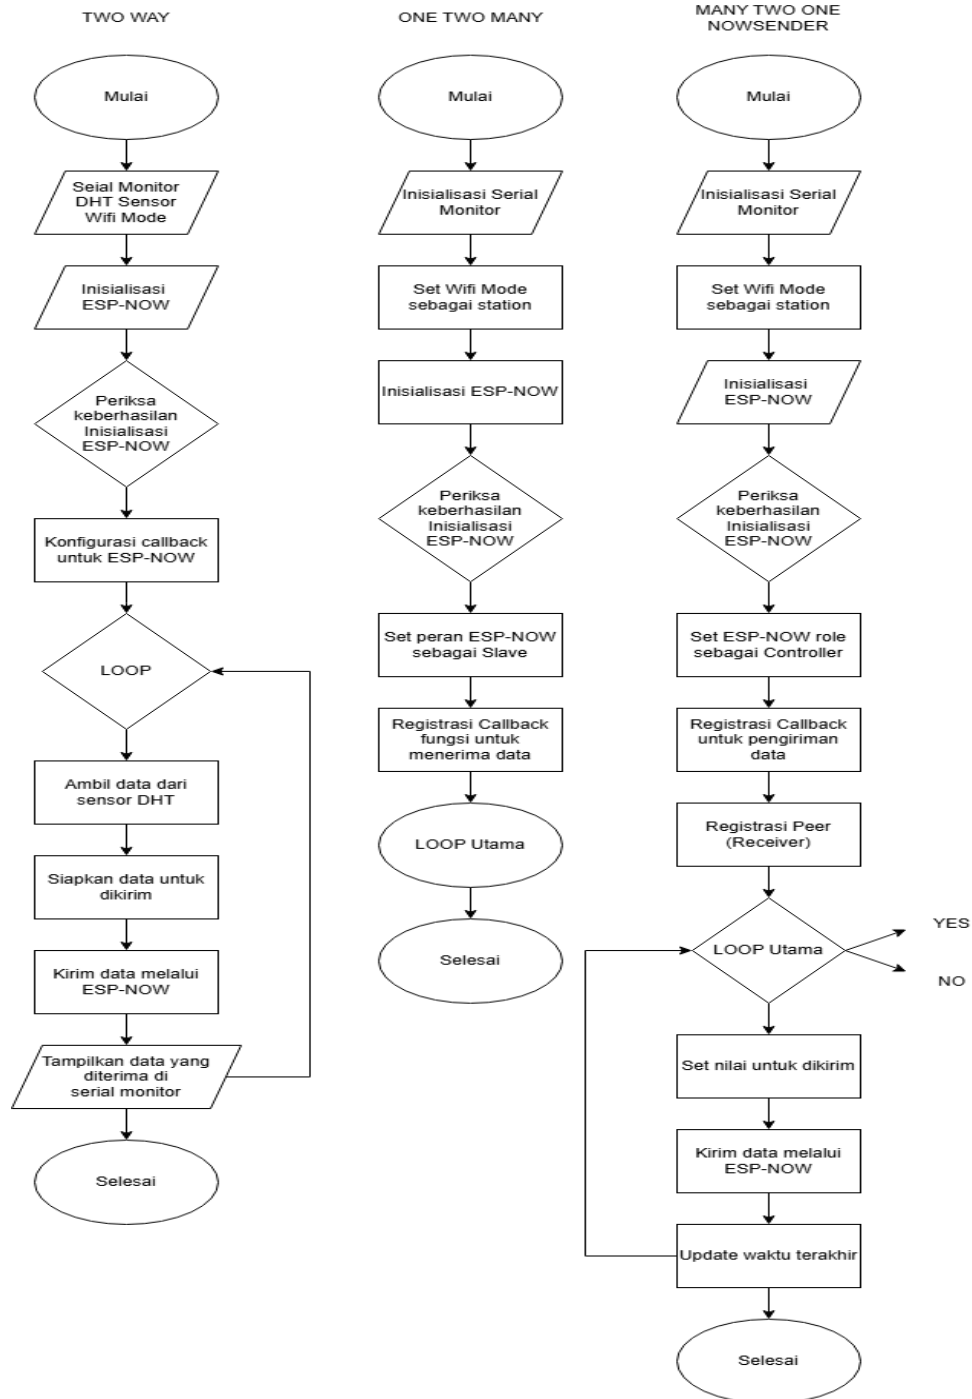 TWO WAY
Mulai
Seial Monitor
DHT Sensor
Wifi Mode
Inisialisasi
ESP-NOW
Periksa
keberhasilan
Inisialisasi
ESP-NOW
Konfigurasi callback
untuk ESP-NOW
LOOP
Ambil data dari
sensor DHT
Siapkan data untuk
dikirim
Kirim data melalui
ESP-NOW
Tampilkan data yang
diterima di
serial monitor
Selesai
ONE TWO MANY
Mulai
Inisialisasi Serial
Monitor
Set Wifi Mode
sebagai station
Inisialisasi ESP-NOW
Periksa
keberhasilan
Inisialisasi
ESP-NOW
Set peran ESP-NOW
sebagai Slave
Registrasi Callback
fungsi untuk
menerima data
LOOP Utama
Selesai
MANY TWO ONE
NOWSENDER
Mulai
Inisialisasi Serial
Monitor
Set Wifi Mode
sebagai station
Inisialisasi
ESP-NOW
Periksa
keberhasilan
Inisialisasi
ESP-NOW
Set ESP-NOW role
sebagai Controller
Registrasi Callback
untuk pengiriman
data
Registrasi Peer
(Receiver)
LOOP Utama
YES
NO
Set nilai untuk dikirim
Kirim data melalui
ESP-NOW
Update waktu terakhir
Selesai